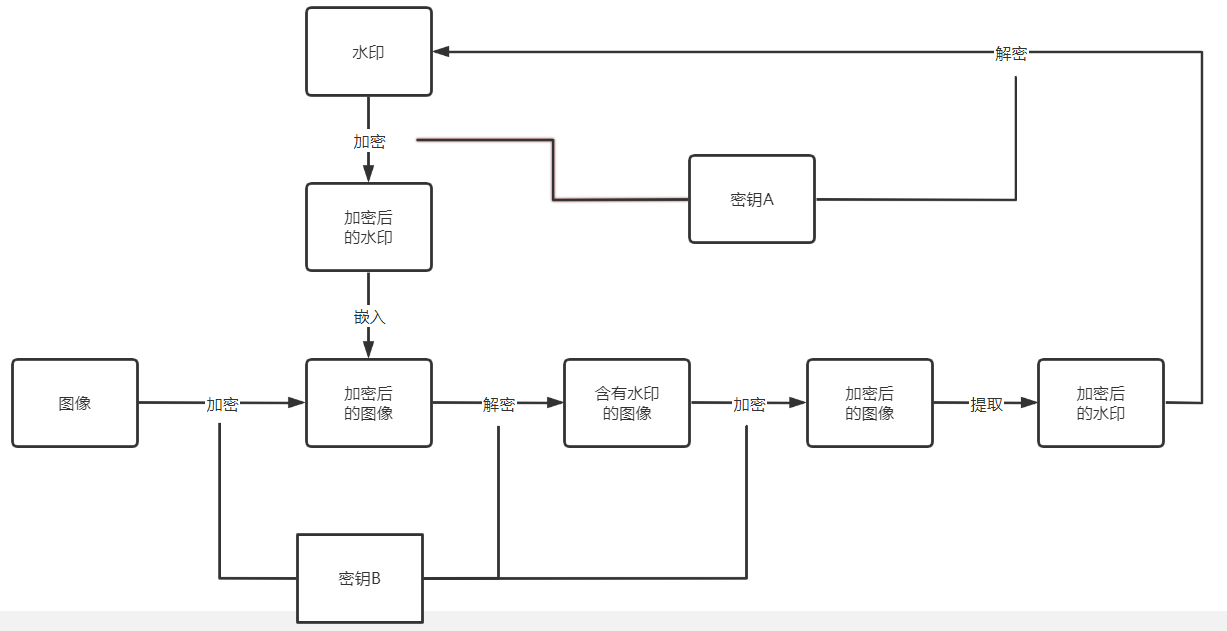 水印
解密
加密
密钥A
加密后
的水印
嵌入
图像
加密
加密后
的图像
解密
含有水印
的图像
加密
加密后
的图像
提取
加密后
的水印
密钥B